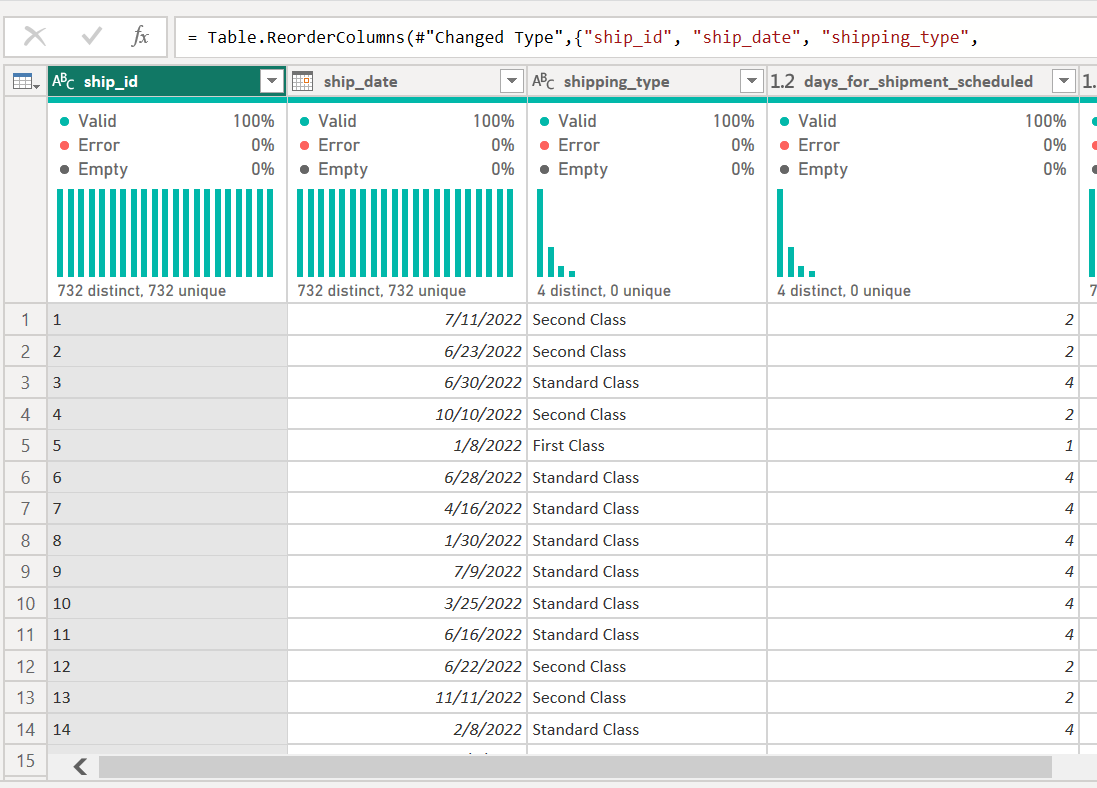 fx = Table.ReorderColumns(#"Changed Type",{"ship_id", "ship_date", "shipping_type",
ABC ship_id ship_date ABC shipping_type 1.2 days_for_shipment_scheduled 1.
Valid 100% Valid 100% Valid 100% Valid 100%
Error 0% Error 0% Error 0% Error 0%
Empty 0% Empty 0% Empty 0% Empty 0%
732 distinct, 732 unique 732 distinct, 732 unique 4 distinct, 0 unique 4 distinct, 0 unique 7
1 1 7/11/2022 Second Class 2
2 2 6/23/2022 Second Class 2
3 3 6/30/2022 Standard Class 4
4 4 10/10/2022 Second Class 2
5 5 1/8/2022 First Class 1
6 6 6/28/2022 Standard Class 4
7 7 4/16/2022 Standard Class 4
8 8 1/30/2022 Standard Class 4
9 9 7/9/2022 Standard Class 4
10 10 3/25/2022 Standard Class 4
11 11 6/16/2022 Standard Class 4
12 12 6/22/2022 Second Class 2
13 13 11/11/2022 Second Class 2
14 14 2/8/2022 Standard Class 4
15